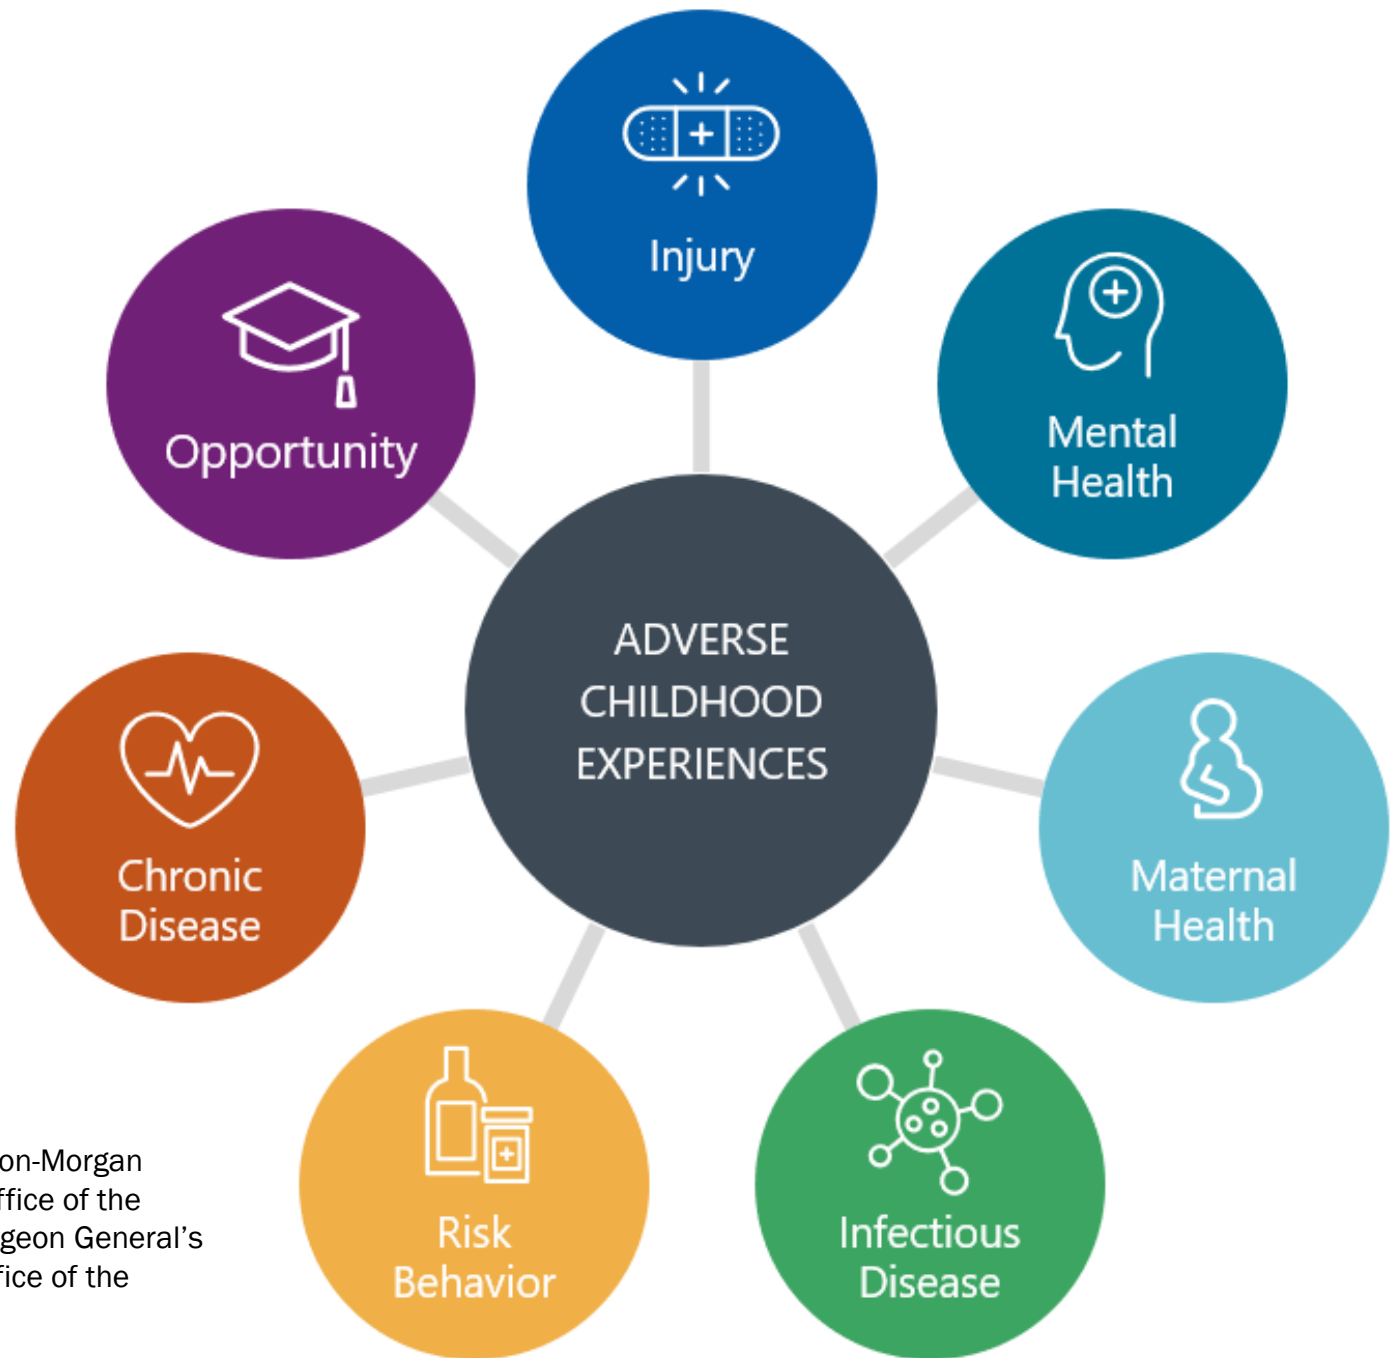 Injury
Mental
Health
Opportunity
ADVERSE
CHILDHOOD
EXPERIENCES
Maternal
Health
Chronic
Disease
Risk
Behavior
Infectious
Disease
on-Morgan
ffice of the
geon General's
fice of the